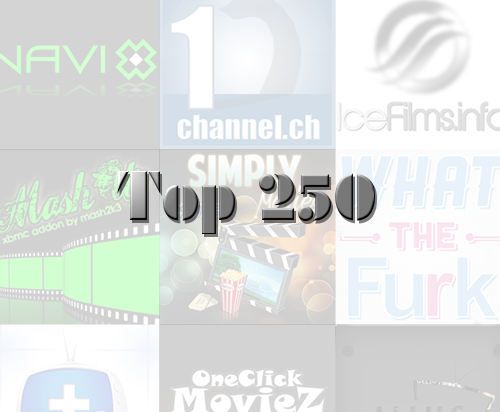 NAVI X
1
channel.ch
IceFilms.info
Mash Up
xbmc addon by mash2k3
SIMPLY
Top 250
WHAT
THE
Furk
OneClick
MovieZ